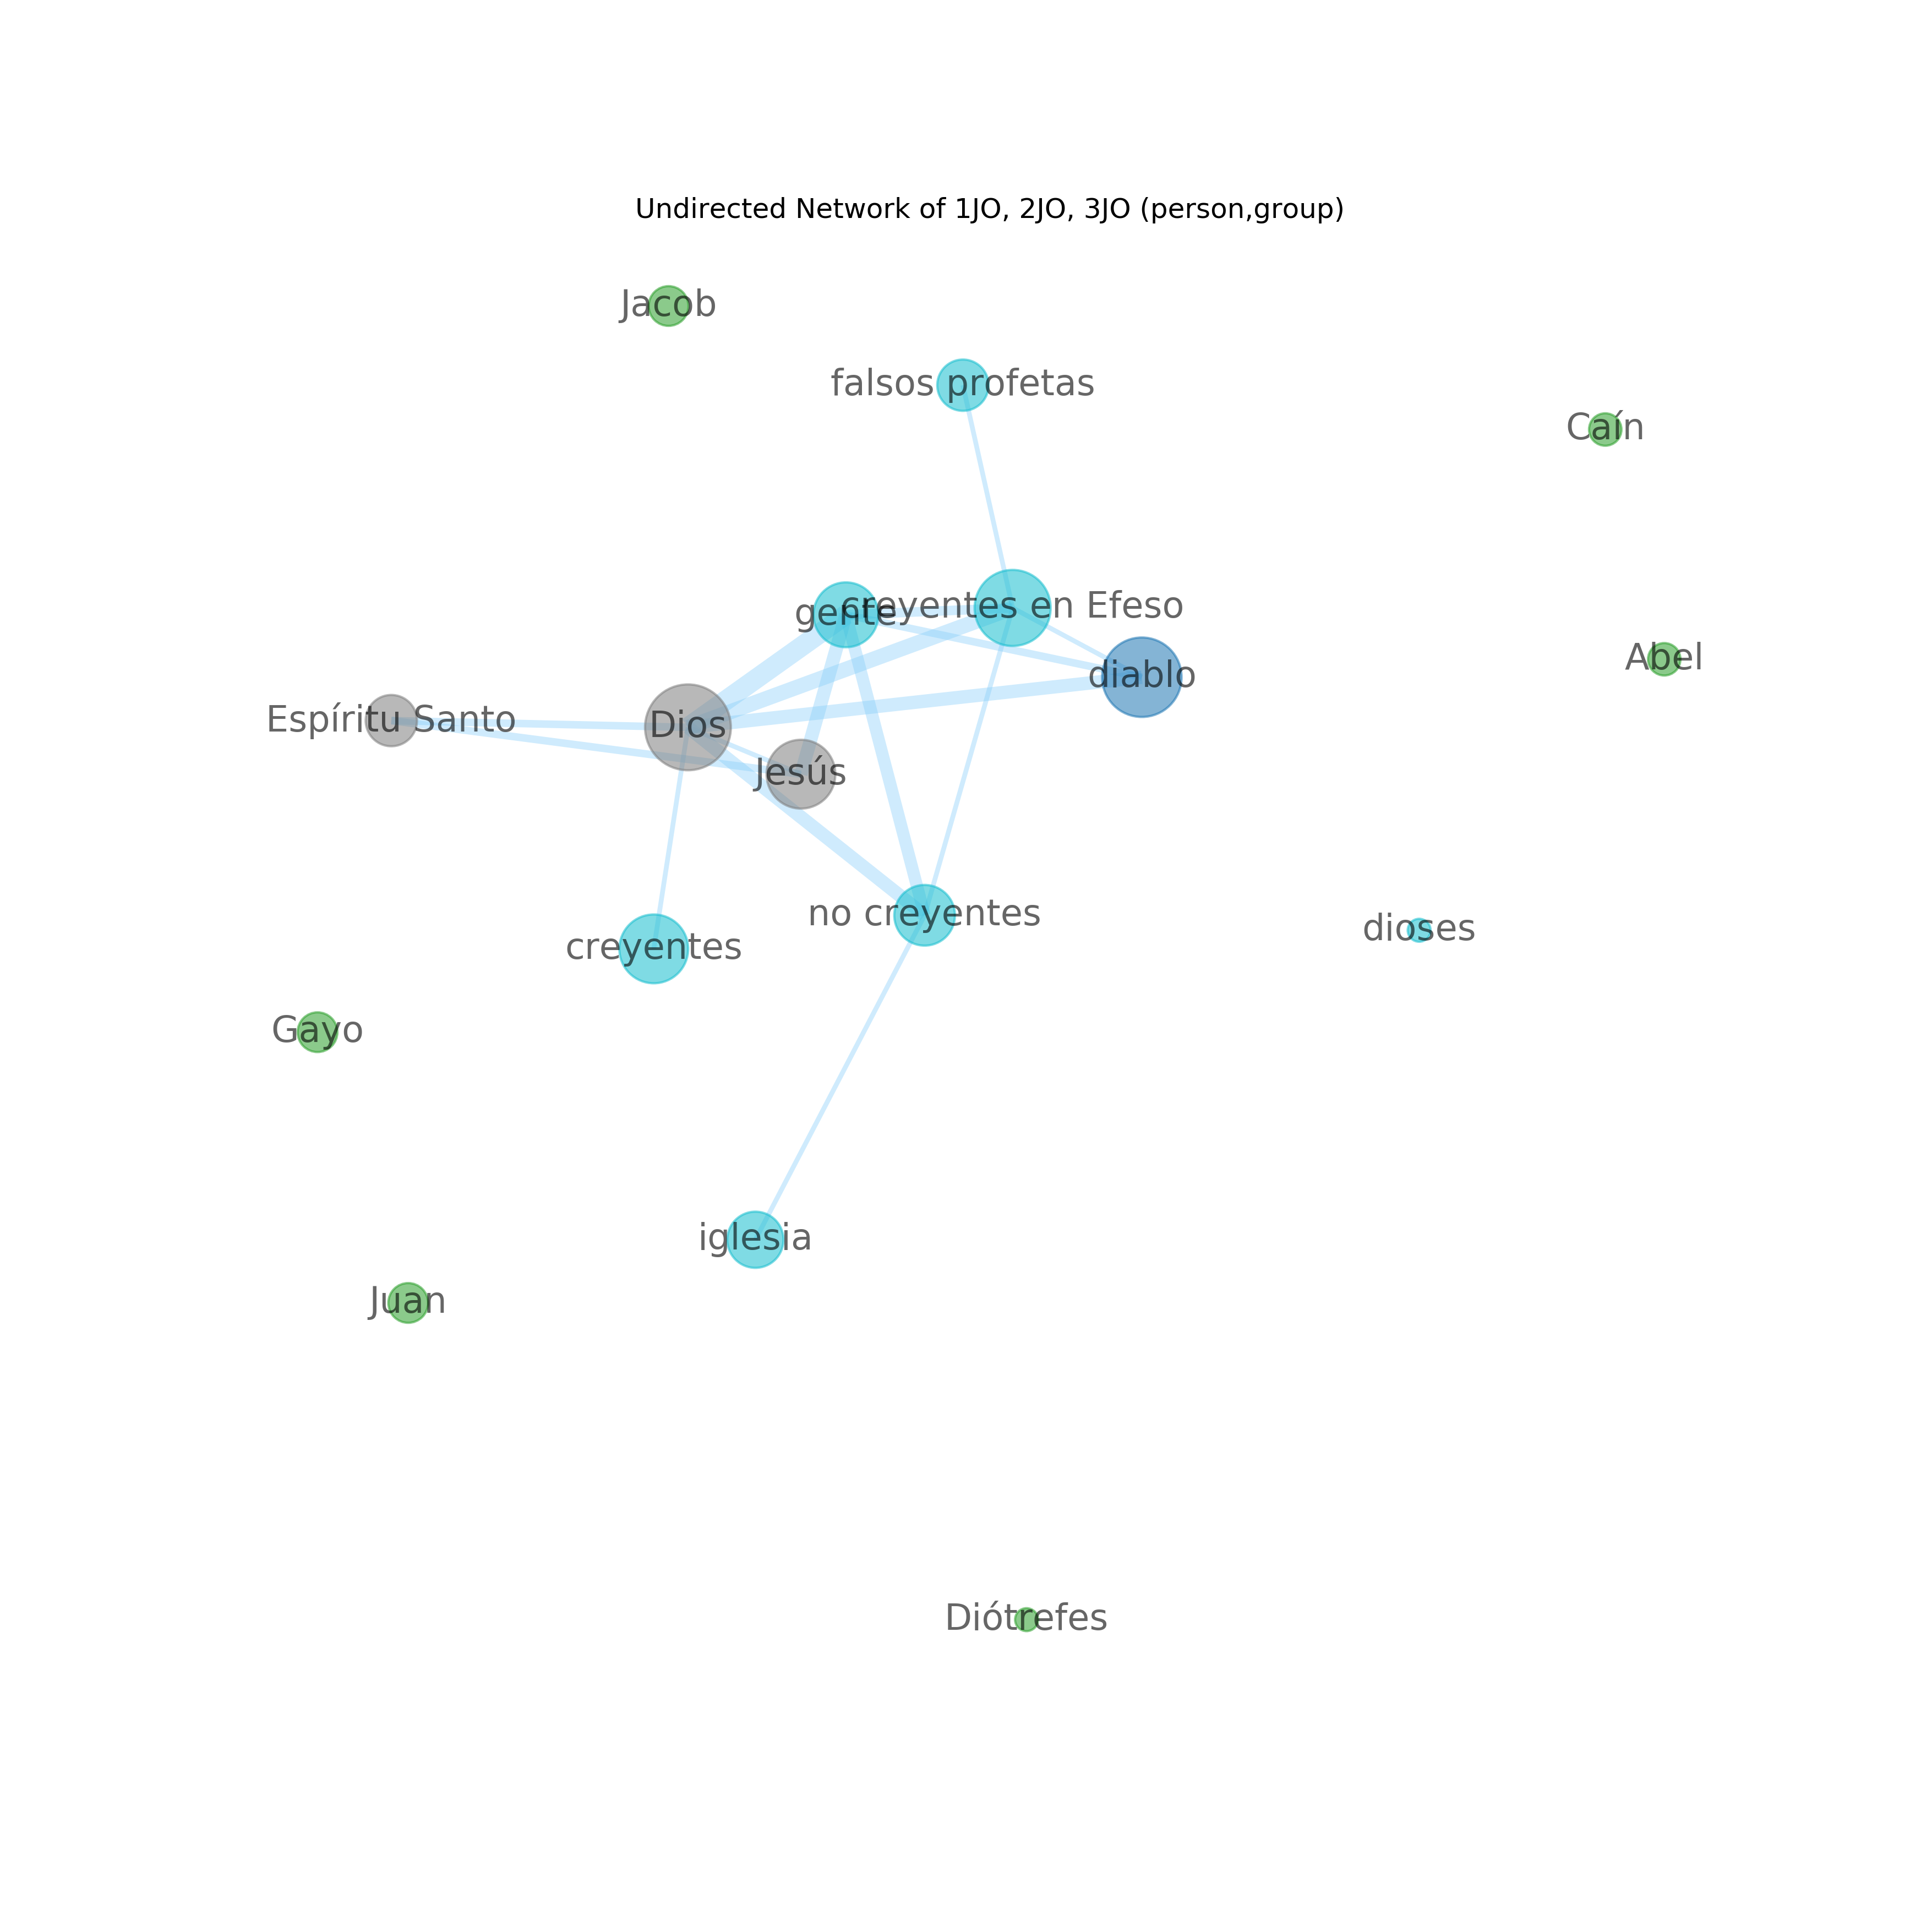 Undirected Network of 1JO, 2JO, 3JO (person,group)
Jacob
falsos profetas
Caín
gente
creyentes en Efeso
Abel
diablo
Espíritu Santo
Dios
Jesús
no creyentes
dioses
creyentes
Gayo
iglesia
Juan
Diótrefes